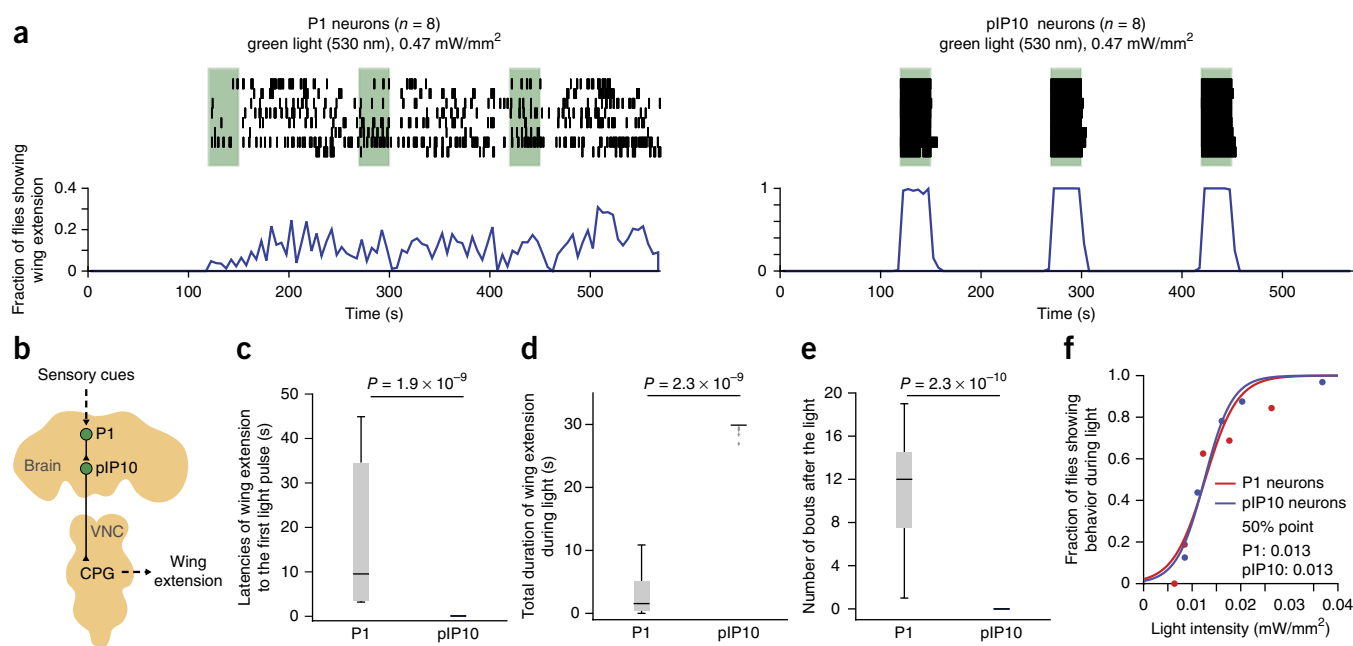 a
P1 neurons (n = 8)
green light (530 nm), 0.47 mW/mm²
pIP10 neurons (n = 8)
green light (530 nm), 0.47 mW/mm²
Fraction of flies showing
wing extension
0.4
0.2
0
0 100 200 300 400 500
Time (s)
1
0
0 100 200 300 400 500
Time (s)
b
Sensory cues
P1
Brain
pIP10
VNC
CPG
Wing
extension
c
P = 1.9 × 10⁻⁹
Latencies of wing extension
to the first light pulse (s)
50
40
30
20
10
0
P1 pIP10
d
P = 2.3 × 10⁻⁹
Total duration of wing extension
during light (s)
30
20
10
0
P1 pIP10
e
P = 2.3 × 10⁻¹⁰
Number of bouts after the light
20
16
12
8
4
0
P1 pIP10
f
Fraction of flies showing
behavior during light
1.0
0.8
0.6
0.4
0.2
0
P1 neurons
pIP10 neurons
50% point
P1: 0.013
pIP10: 0.013
0 0.01 0.02 0.03 0.04
Light intensity (mW/mm²)